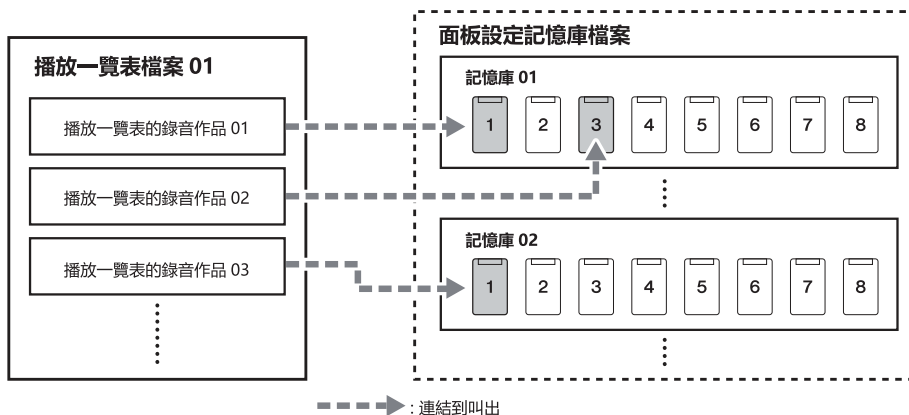 播放一覽表檔案 01
播放一覽表的錄音作品 01
播放一覽表的錄音作品 02
播放一覽表的錄音作品 03
面板設定記憶庫檔案
記憶庫 01
1 2 3 4 5 6 7 8
記憶庫 02
1 2 3 4 5 6 7 8
: 連結到叫出